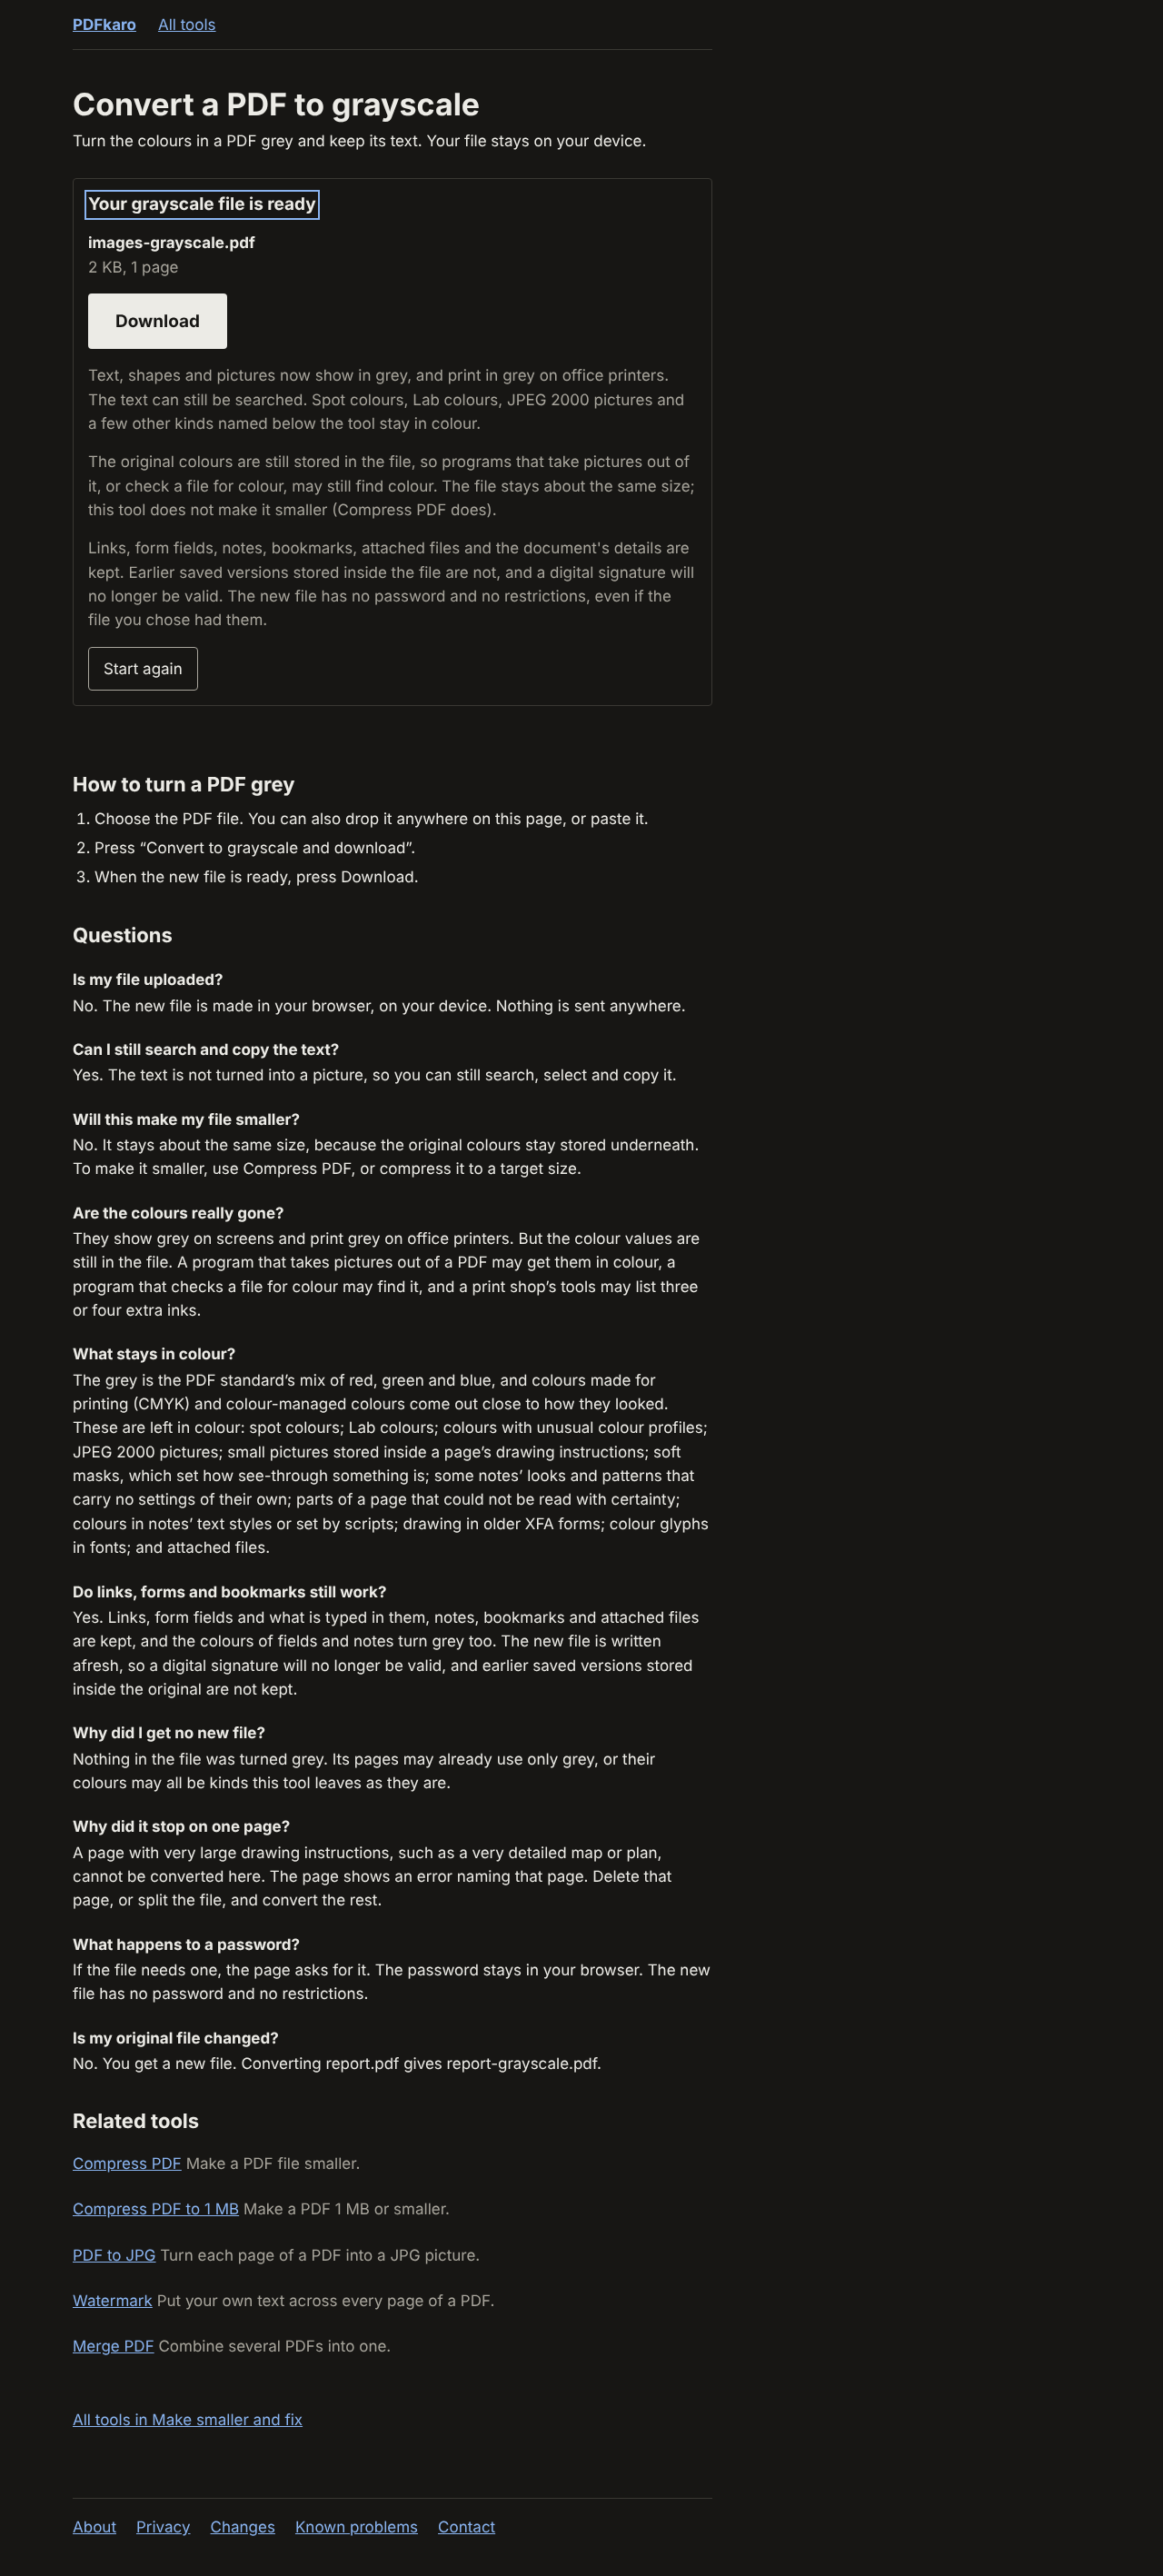 PDFkaro All tools
Convert a PDF to grayscale
Turn the colours in a PDF grey and keep its text. Your file stays on your device.
Your grayscale file is ready
images-grayscale.pdf
2 KB, 1 page
Download
Text, shapes and pictures now show in grey, and print in grey on office printers.
The text can still be searched. Spot colours, Lab colours, JPEG 2000 pictures and
a few other kinds named below the tool stay in colour.
The original colours are still stored in the file, so programs that take pictures out of
it, or check a file for colour, may still find colour. The file stays about the same size;
this tool does not make it smaller (Compress PDF does).
Links, form fields, notes, bookmarks, attached files and the document's details are
kept. Earlier saved versions stored inside the file are not, and a digital signature will
no longer be valid. The new file has no password and no restrictions, even if the
file you chose had them.
Start again
How to turn a PDF grey
1. Choose the PDF file. You can also drop it anywhere on this page, or paste it.
2. Press “Convert to grayscale and download”.
3. When the new file is ready, press Download.
Questions
Is my file uploaded?
No. The new file is made in your browser, on your device. Nothing is sent anywhere.
Can I still search and copy the text?
Yes. The text is not turned into a picture, so you can still search, select and copy it.
Will this make my file smaller?
No. It stays about the same size, because the original colours stay stored underneath.
To make it smaller, use Compress PDF, or compress it to a target size.
Are the colours really gone?
They show grey on screens and print grey on office printers. But the colour values are
still in the file. A program that takes pictures out of a PDF may get them in colour, a
program that checks a file for colour may find it, and a print shop’s tools may list three
or four extra inks.
What stays in colour?
The grey is the PDF standard’s mix of red, green and blue, and colours made for
printing (CMYK) and colour-managed colours come out close to how they looked.
These are left in colour: spot colours; Lab colours; colours with unusual colour profiles;
JPEG 2000 pictures; small pictures stored inside a page’s drawing instructions; soft
masks, which set how see-through something is; some notes’ looks and patterns that
carry no settings of their own; parts of a page that could not be read with certainty;
colours in notes’ text styles or set by scripts; drawing in older XFA forms; colour glyphs
in fonts; and attached files.
Do links, forms and bookmarks still work?
Yes. Links, form fields and what is typed in them, notes, bookmarks and attached files
are kept, and the colours of fields and notes turn grey too. The new file is written
afresh, so a digital signature will no longer be valid, and earlier saved versions stored
inside the original are not kept.
Why did I get no new file?
Nothing in the file was turned grey. Its pages may already use only grey, or their
colours may all be kinds this tool leaves as they are.
Why did it stop on one page?
A page with very large drawing instructions, such as a very detailed map or plan,
cannot be converted here. The page shows an error naming that page. Delete that
page, or split the file, and convert the rest.
What happens to a password?
If the file needs one, the page asks for it. The password stays in your browser. The new
file has no password and no restrictions.
Is my original file changed?
No. You get a new file. Converting report.pdf gives report-grayscale.pdf.
Related tools
Compress PDF Make a PDF file smaller.
Compress PDF to 1 MB Make a PDF 1 MB or smaller.
PDF to JPG Turn each page of a PDF into a JPG picture.
Watermark Put your own text across every page of a PDF.
Merge PDF Combine several PDFs into one.
All tools in Make smaller and fix
About Privacy Changes Known problems Contact